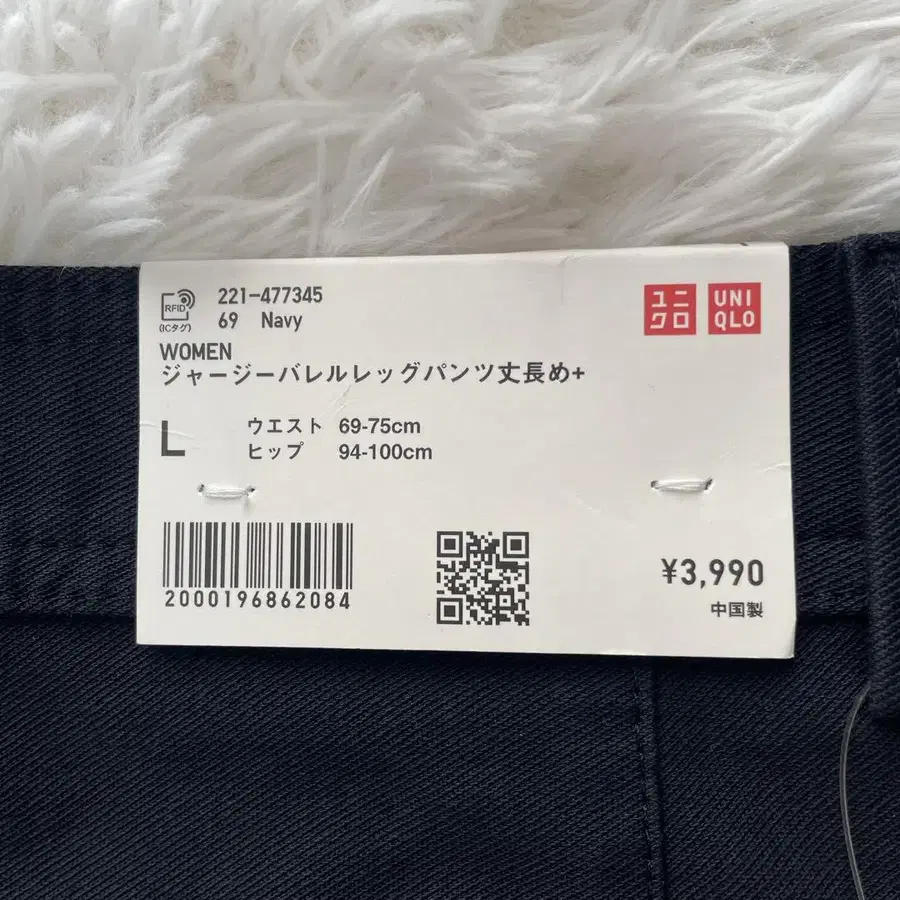 RFID
(ICタグ)
221-477345
69 Navy
ユニ
クロ
UNI
QLO
WOMEN
ジャージーバレルレッグパンツ丈長め+
L
ウエスト 69-75cm
ヒップ 94-100cm
2000196862084
¥3,990
中国製